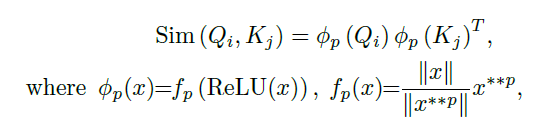 Sim (Q_i, K_j) = ϕ_p (Q_i) ϕ_p (K_j)^T,
where ϕ_p(x)=f_p (ReLU(x)), f_p(x)=‖x‖/‖x^{**p}‖ x^{**p},